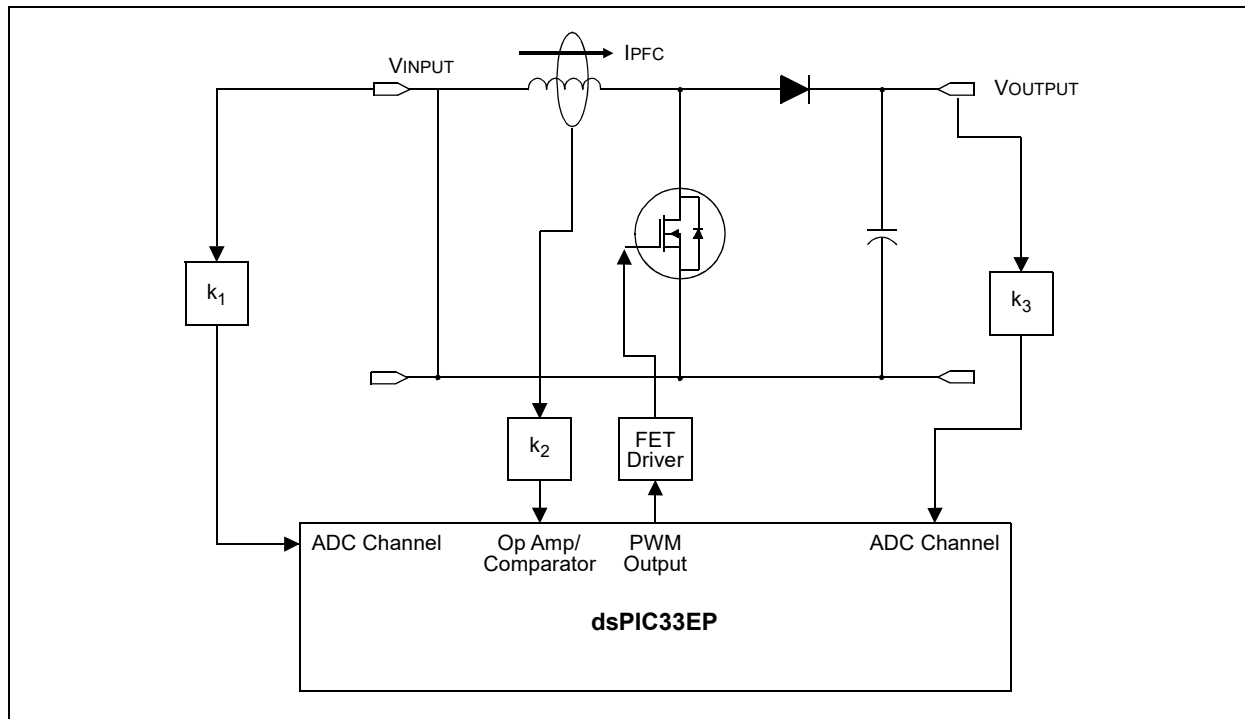 IPFC
VINPUT
VOUTPUT
k1
k3
k2
FET
Driver
ADC Channel
Op Amp/
Comparator
PWM
Output
ADC Channel
dsPIC33EP